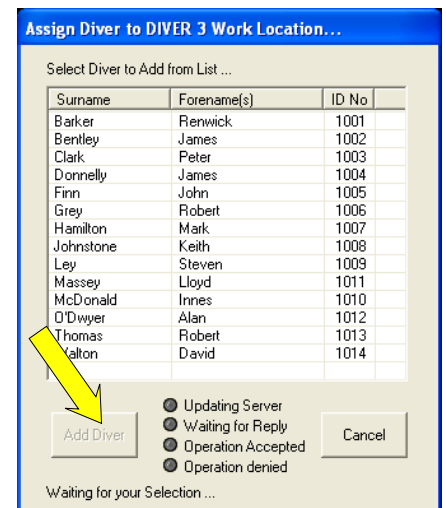 Assign Diver to DIVER 3 Work Location...
Select Diver to Add from List ...
Surname Forename(s) ID No
Barker Renwick 1001
Bentley James 1002
Clark Peter 1003
Donnelly James 1004
Finn John 1005
Grey Robert 1006
Hamilton Mark 1007
Johnstone Keith 1008
Ley Steven 1009
Massey Lloyd 1011
McDonald Innes 1010
O'Dwyer Alan 1012
Thomas Robert 1013
Walton David 1014
Updating Server
Waiting for Reply
Add Diver
Cancel
Operation Accepted
Operation denied
Waiting for your Selection ...